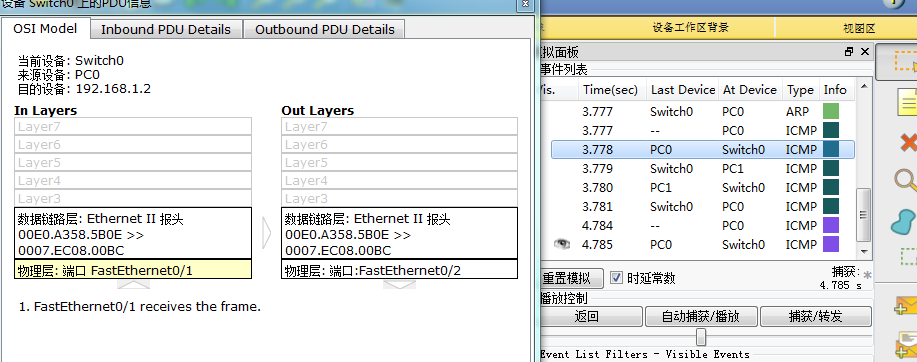 设备 Switch0 上的PDU信息
OSI Model
Inbound PDU Details
Outbound PDU Details
当前设备: Switch0
来源设备: PC0
目的设备: 192.168.1.2
In Layers
Layer7
Layer6
Layer5
Layer4
Layer3
数据链路层: Ethernet II 报头
00E0.A358.5B0E >>
0007.EC08.00BC
物理层: 端口 FastEthernet0/1
Out Layers
Layer7
Layer6
Layer5
Layer4
Layer3
数据链路层: Ethernet II 报头
00E0.A358.5B0E >>
0007.EC08.00BC
物理层: 端口:FastEthernet0/2
1. FastEthernet0/1 receives the frame.
设备工作区背景
视图区
拟面板
事件列表
Vis. Time(sec) Last Device At Device Type Info
3.777 Switch0 PC0 ARP
3.777 -- PC0 ICMP
3.778 PC0 Switch0 ICMP
3.779 Switch0 PC1 ICMP
3.780 PC1 Switch0 ICMP
3.781 Switch0 PC0 ICMP
4.784 -- PC0 ICMP
4.785 PC0 Switch0 ICMP
重置模拟
时延常数
捕获:*
4.785 s
播放控制
返回
自动捕获/播放
捕获/转发
Event List Filters - Visible Events